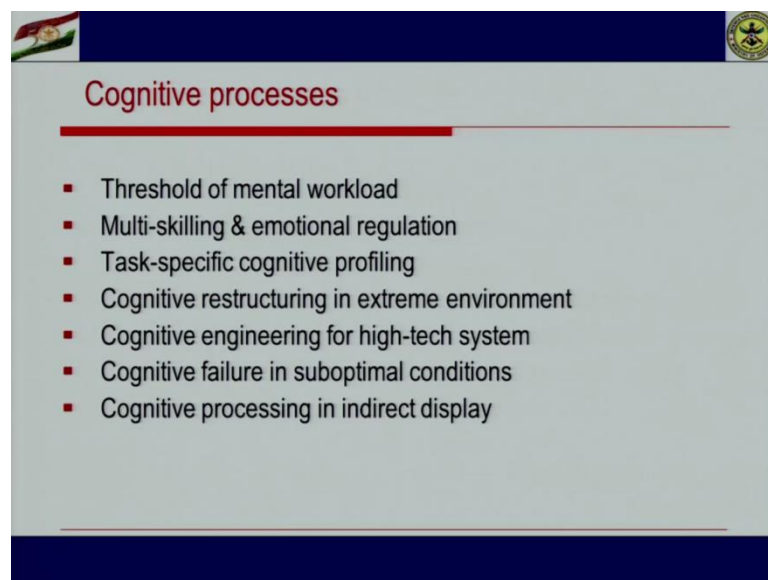 Cognitive processes
Threshold of mental workload
Multi-skilling & emotional regulation
Task-specific cognitive profiling
Cognitive restructuring in extreme environment
Cognitive engineering for high-tech system
Cognitive failure in suboptimal conditions
Cognitive processing in indirect display